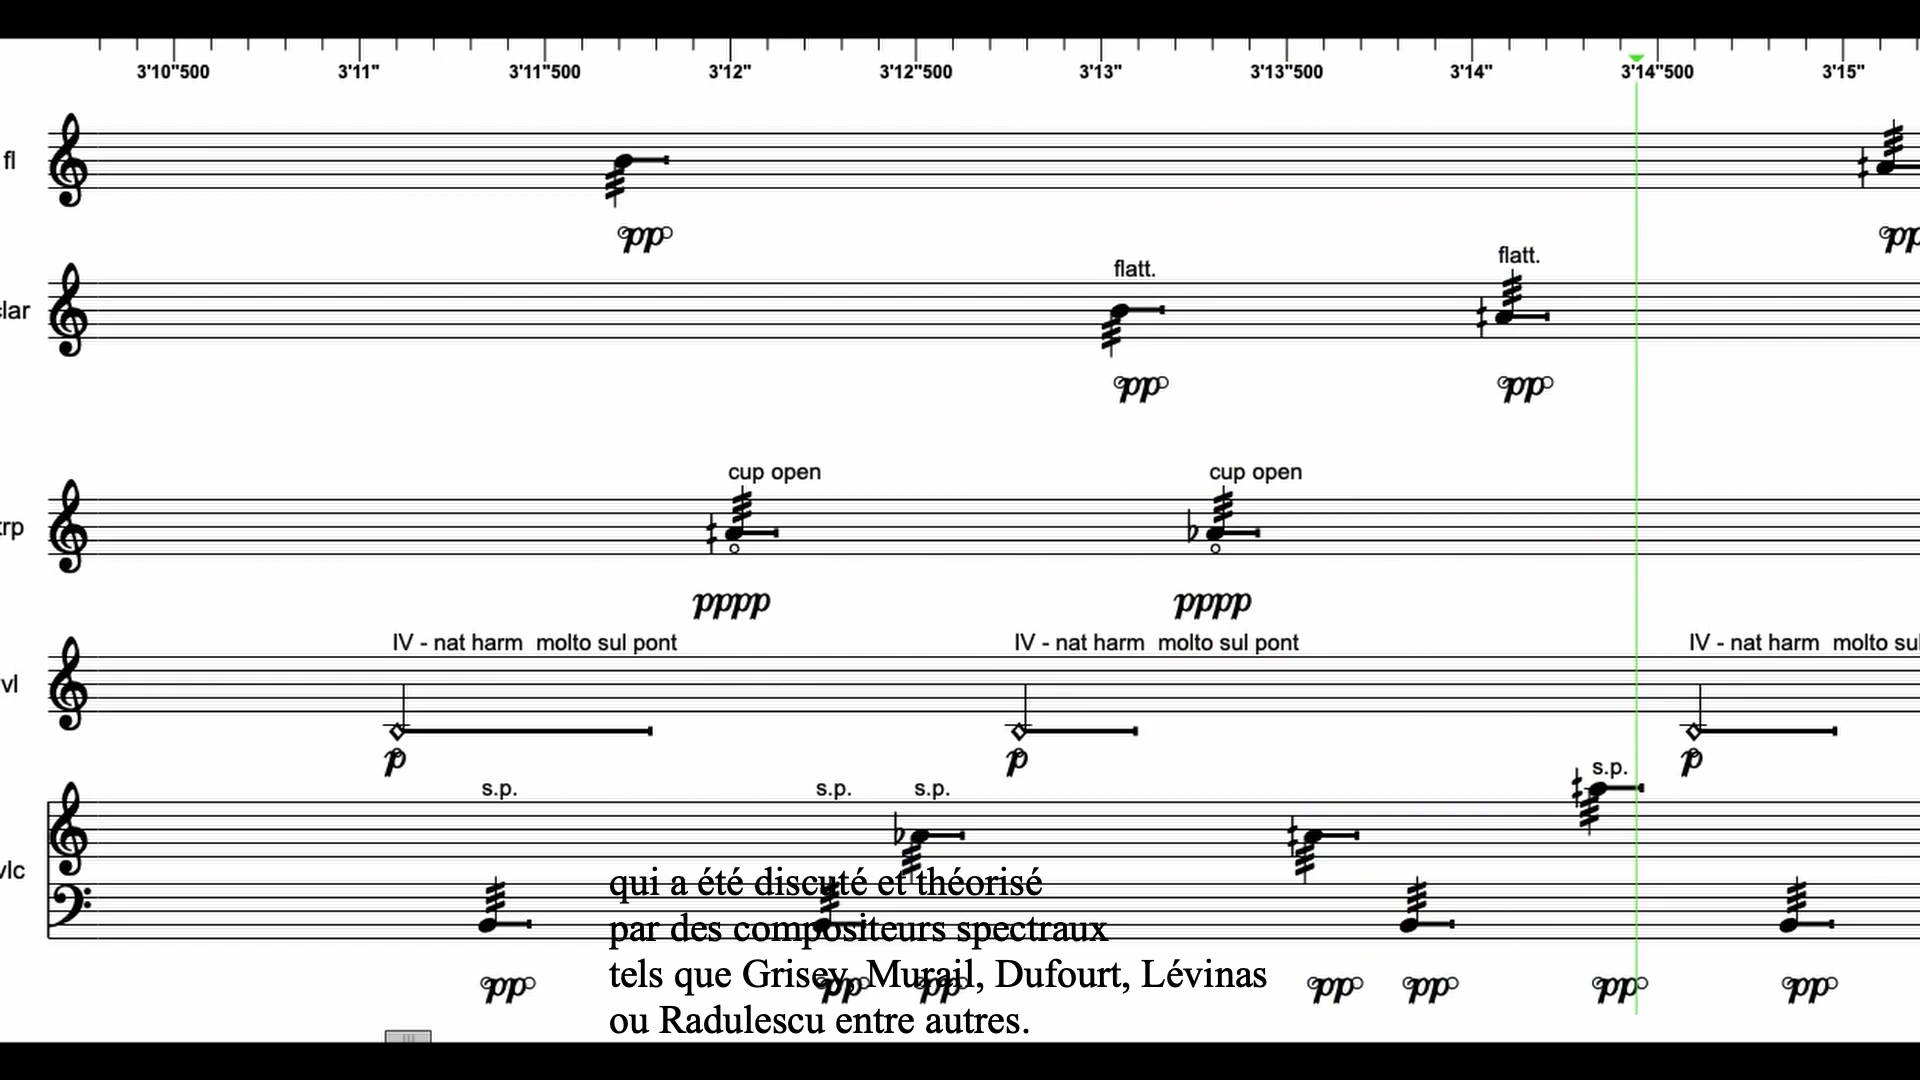 3'10"500 3'11" 3'11"500 3'12" 3'12"500 3'13" 3'13"500 3'14" 3'14"500 3'15"
fl
pp pp
flatt. flatt.
clar
pp pp
cup open cup open
trp
pppp pppp
IV - nat harm molto sul pont IV - nat harm molto sul pont IV - nat harm molto sul
vl
p p p
s.p. s.p. s.p. s.p.
vlc
qui a été discuté et théorisé
par des compositeurs spectraux
tels que Grisey, Murail, Dufourt, Lévinas
pp pp pp pp pp pp pp
ou Radulescu entre autres.